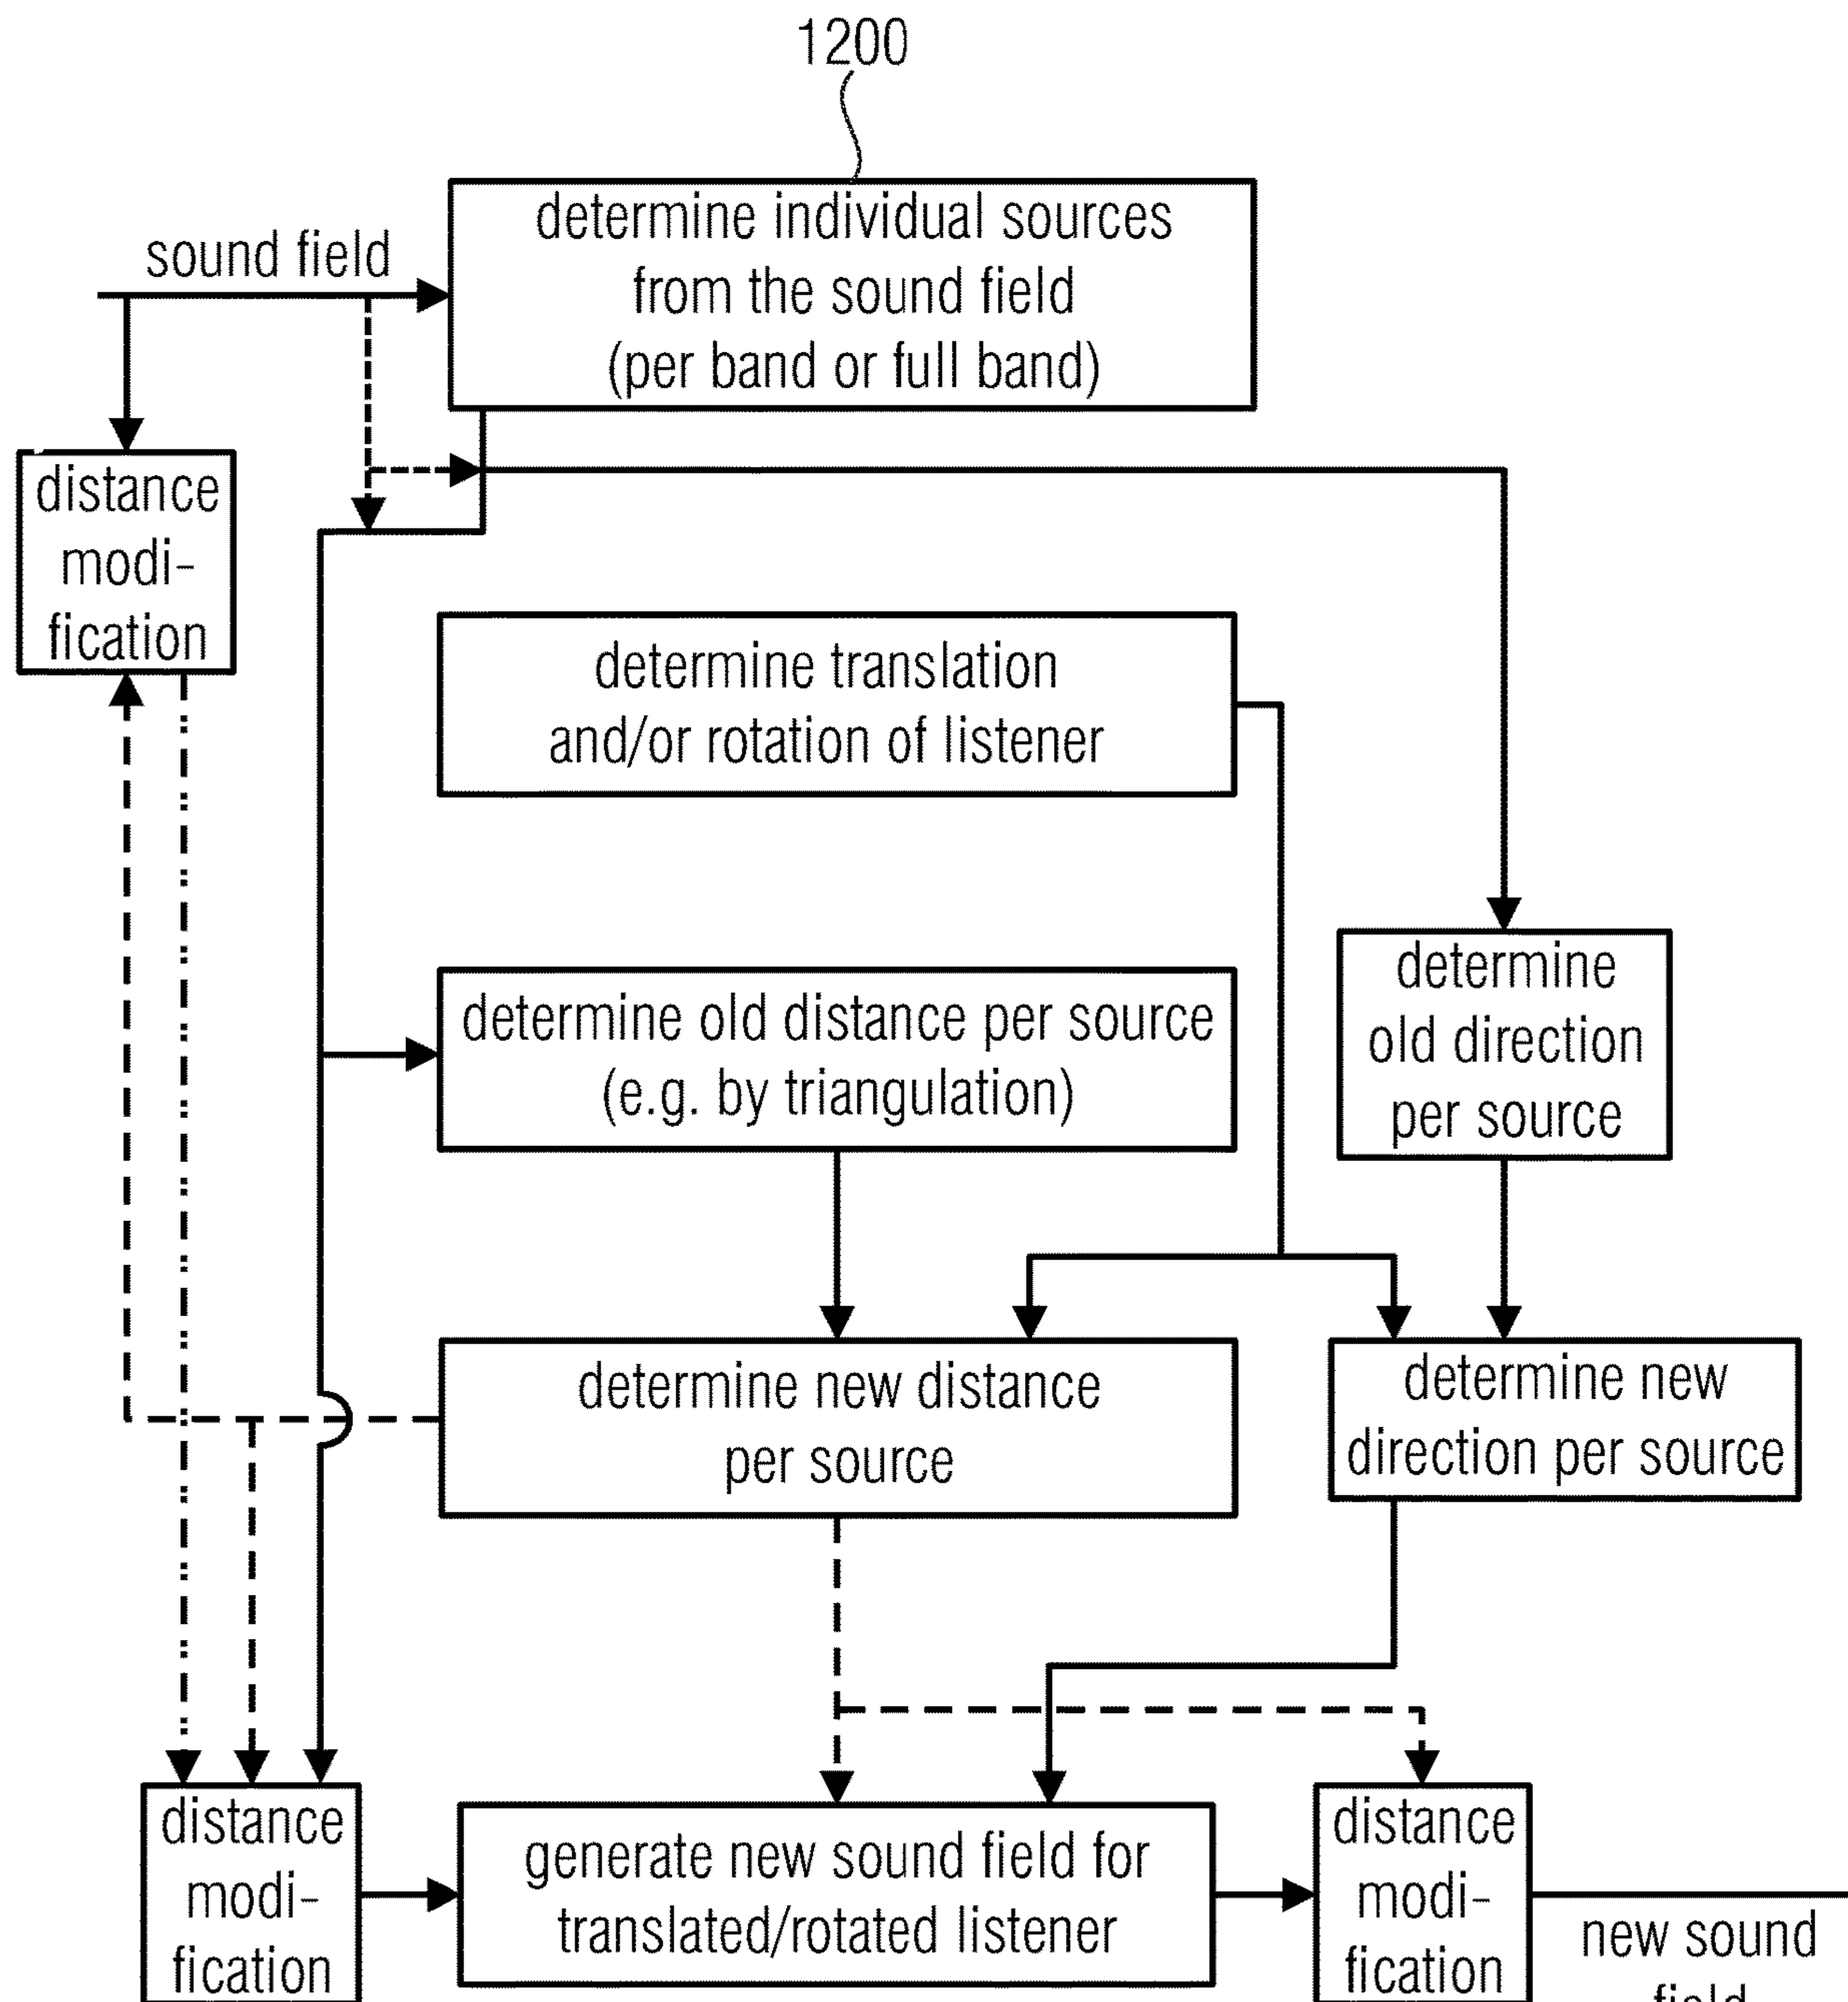 1200
determine individual sources
from the sound field
(per band or full band)
sound field
distance
modi-
fication
determine translation
and/or rotation of listener
determine
old direction
per source
determine old distance per source
(e.g. by triangulation)
determine new distance
per source
determine new
direction per source
distance
modi-
fication
generate new sound field for
translated/rotated listener
distance
modi-
fication
new sound
field